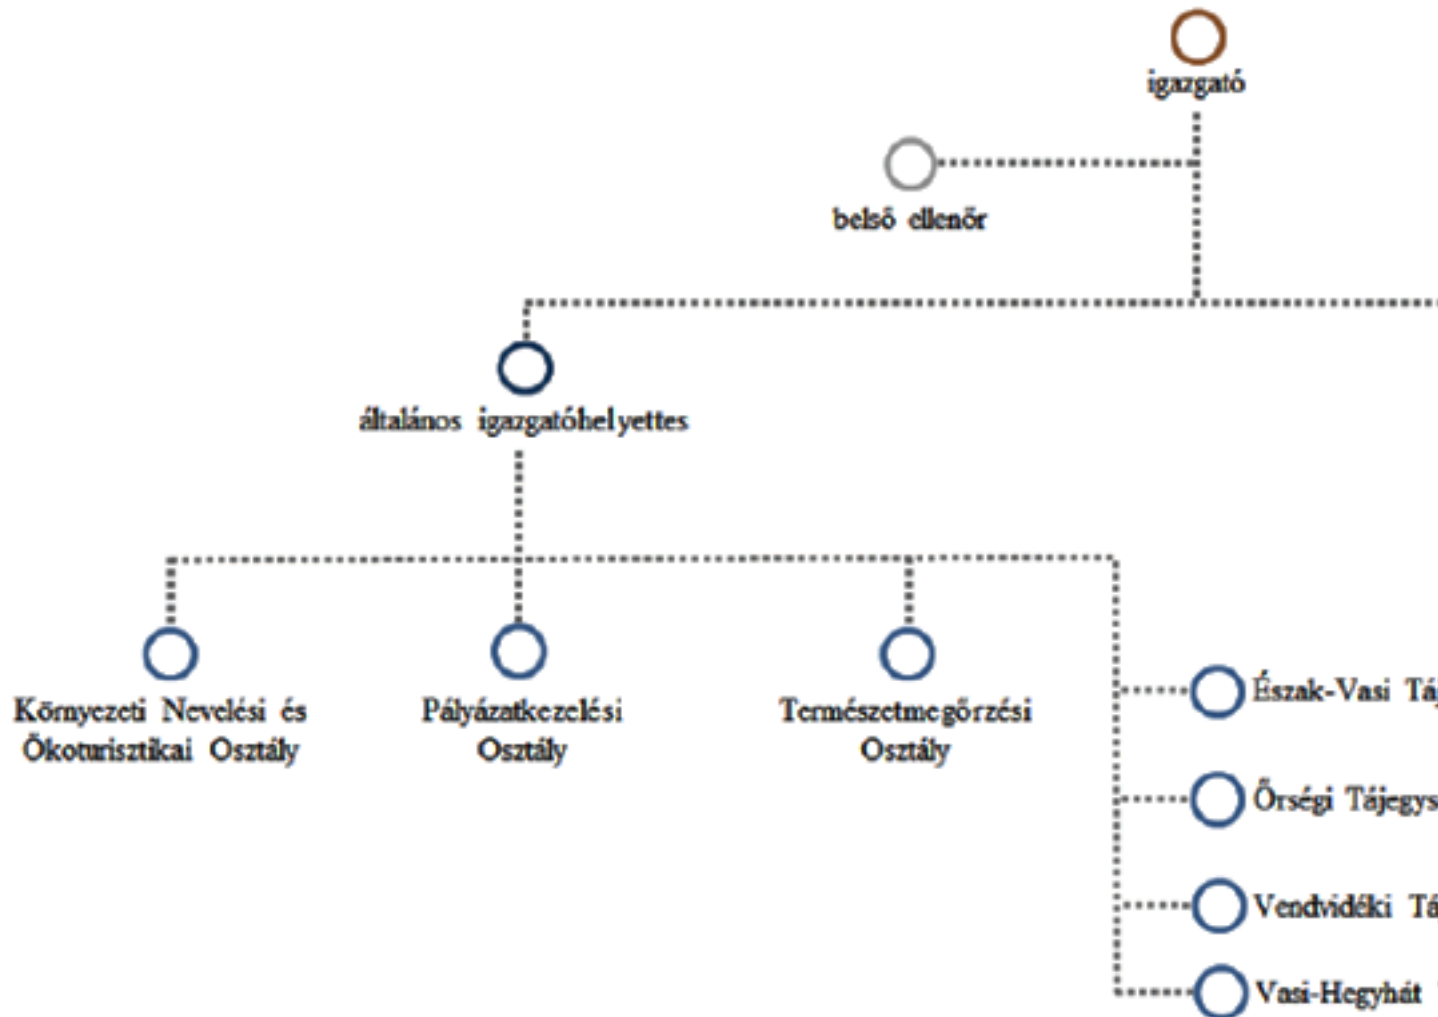 igazgató
belső ellenőr
általános igazgatóhelyettes
Környezeti Nevelési és
Ökoturisztikai Osztály
Pályázatkezelési
Osztály
Természetmegőrzési
Osztály
Észak-Vasi
Őrségi
Vendvidéki
Vasi-Hegyhát